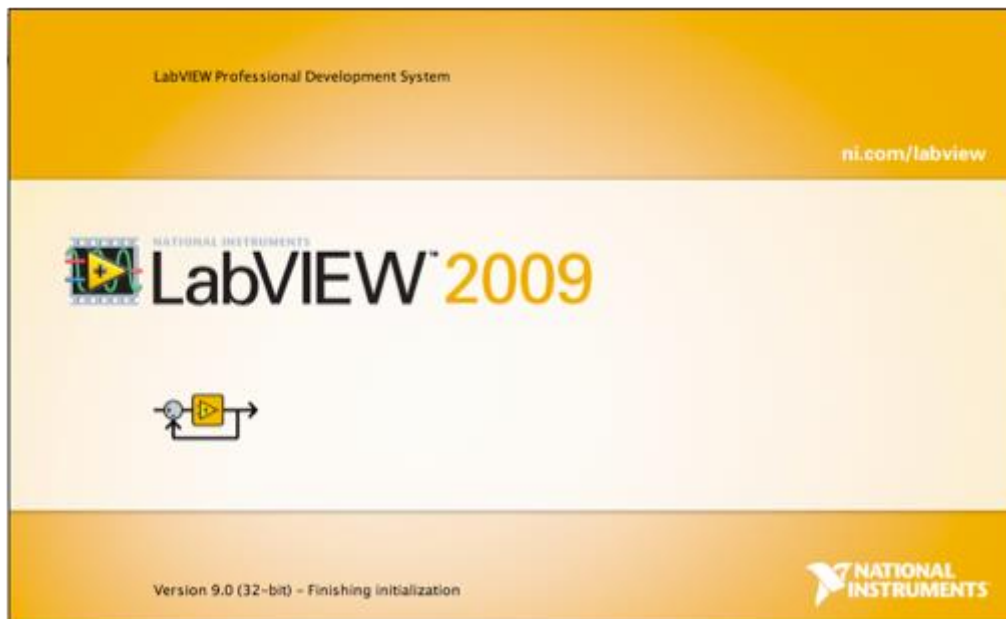 LabVIEW Professional Development System
ni.com/labview
NATIONAL INSTRUMENTS
LabVIEW™ 2009
Version 9.0 (32-bit) - Finishing initialization
NATIONAL
INSTRUMENTS